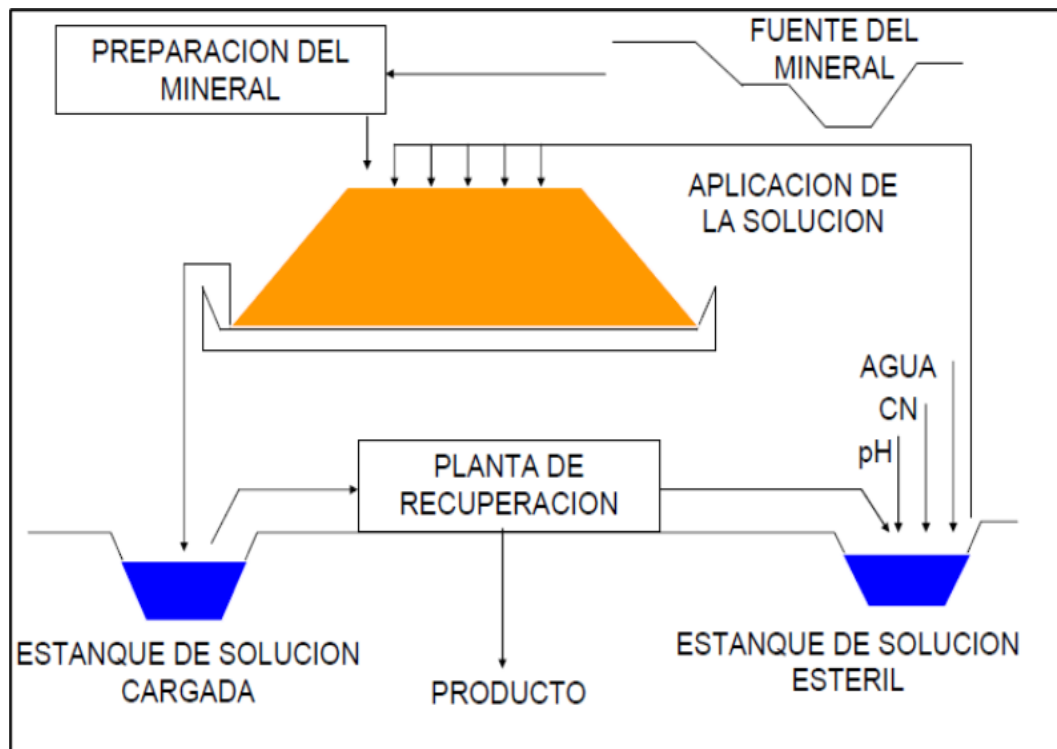 PREPARACION DEL
MINERAL
FUENTE DEL
MINERAL
APLICACION DE
LA SOLUCION
AGUA
CN
pH
PLANTA DE
RECUPERACION
ESTANQUE DE SOLUCION
CARGADA
PRODUCTO
ESTANQUE DE SOLUCION
ESTERIL